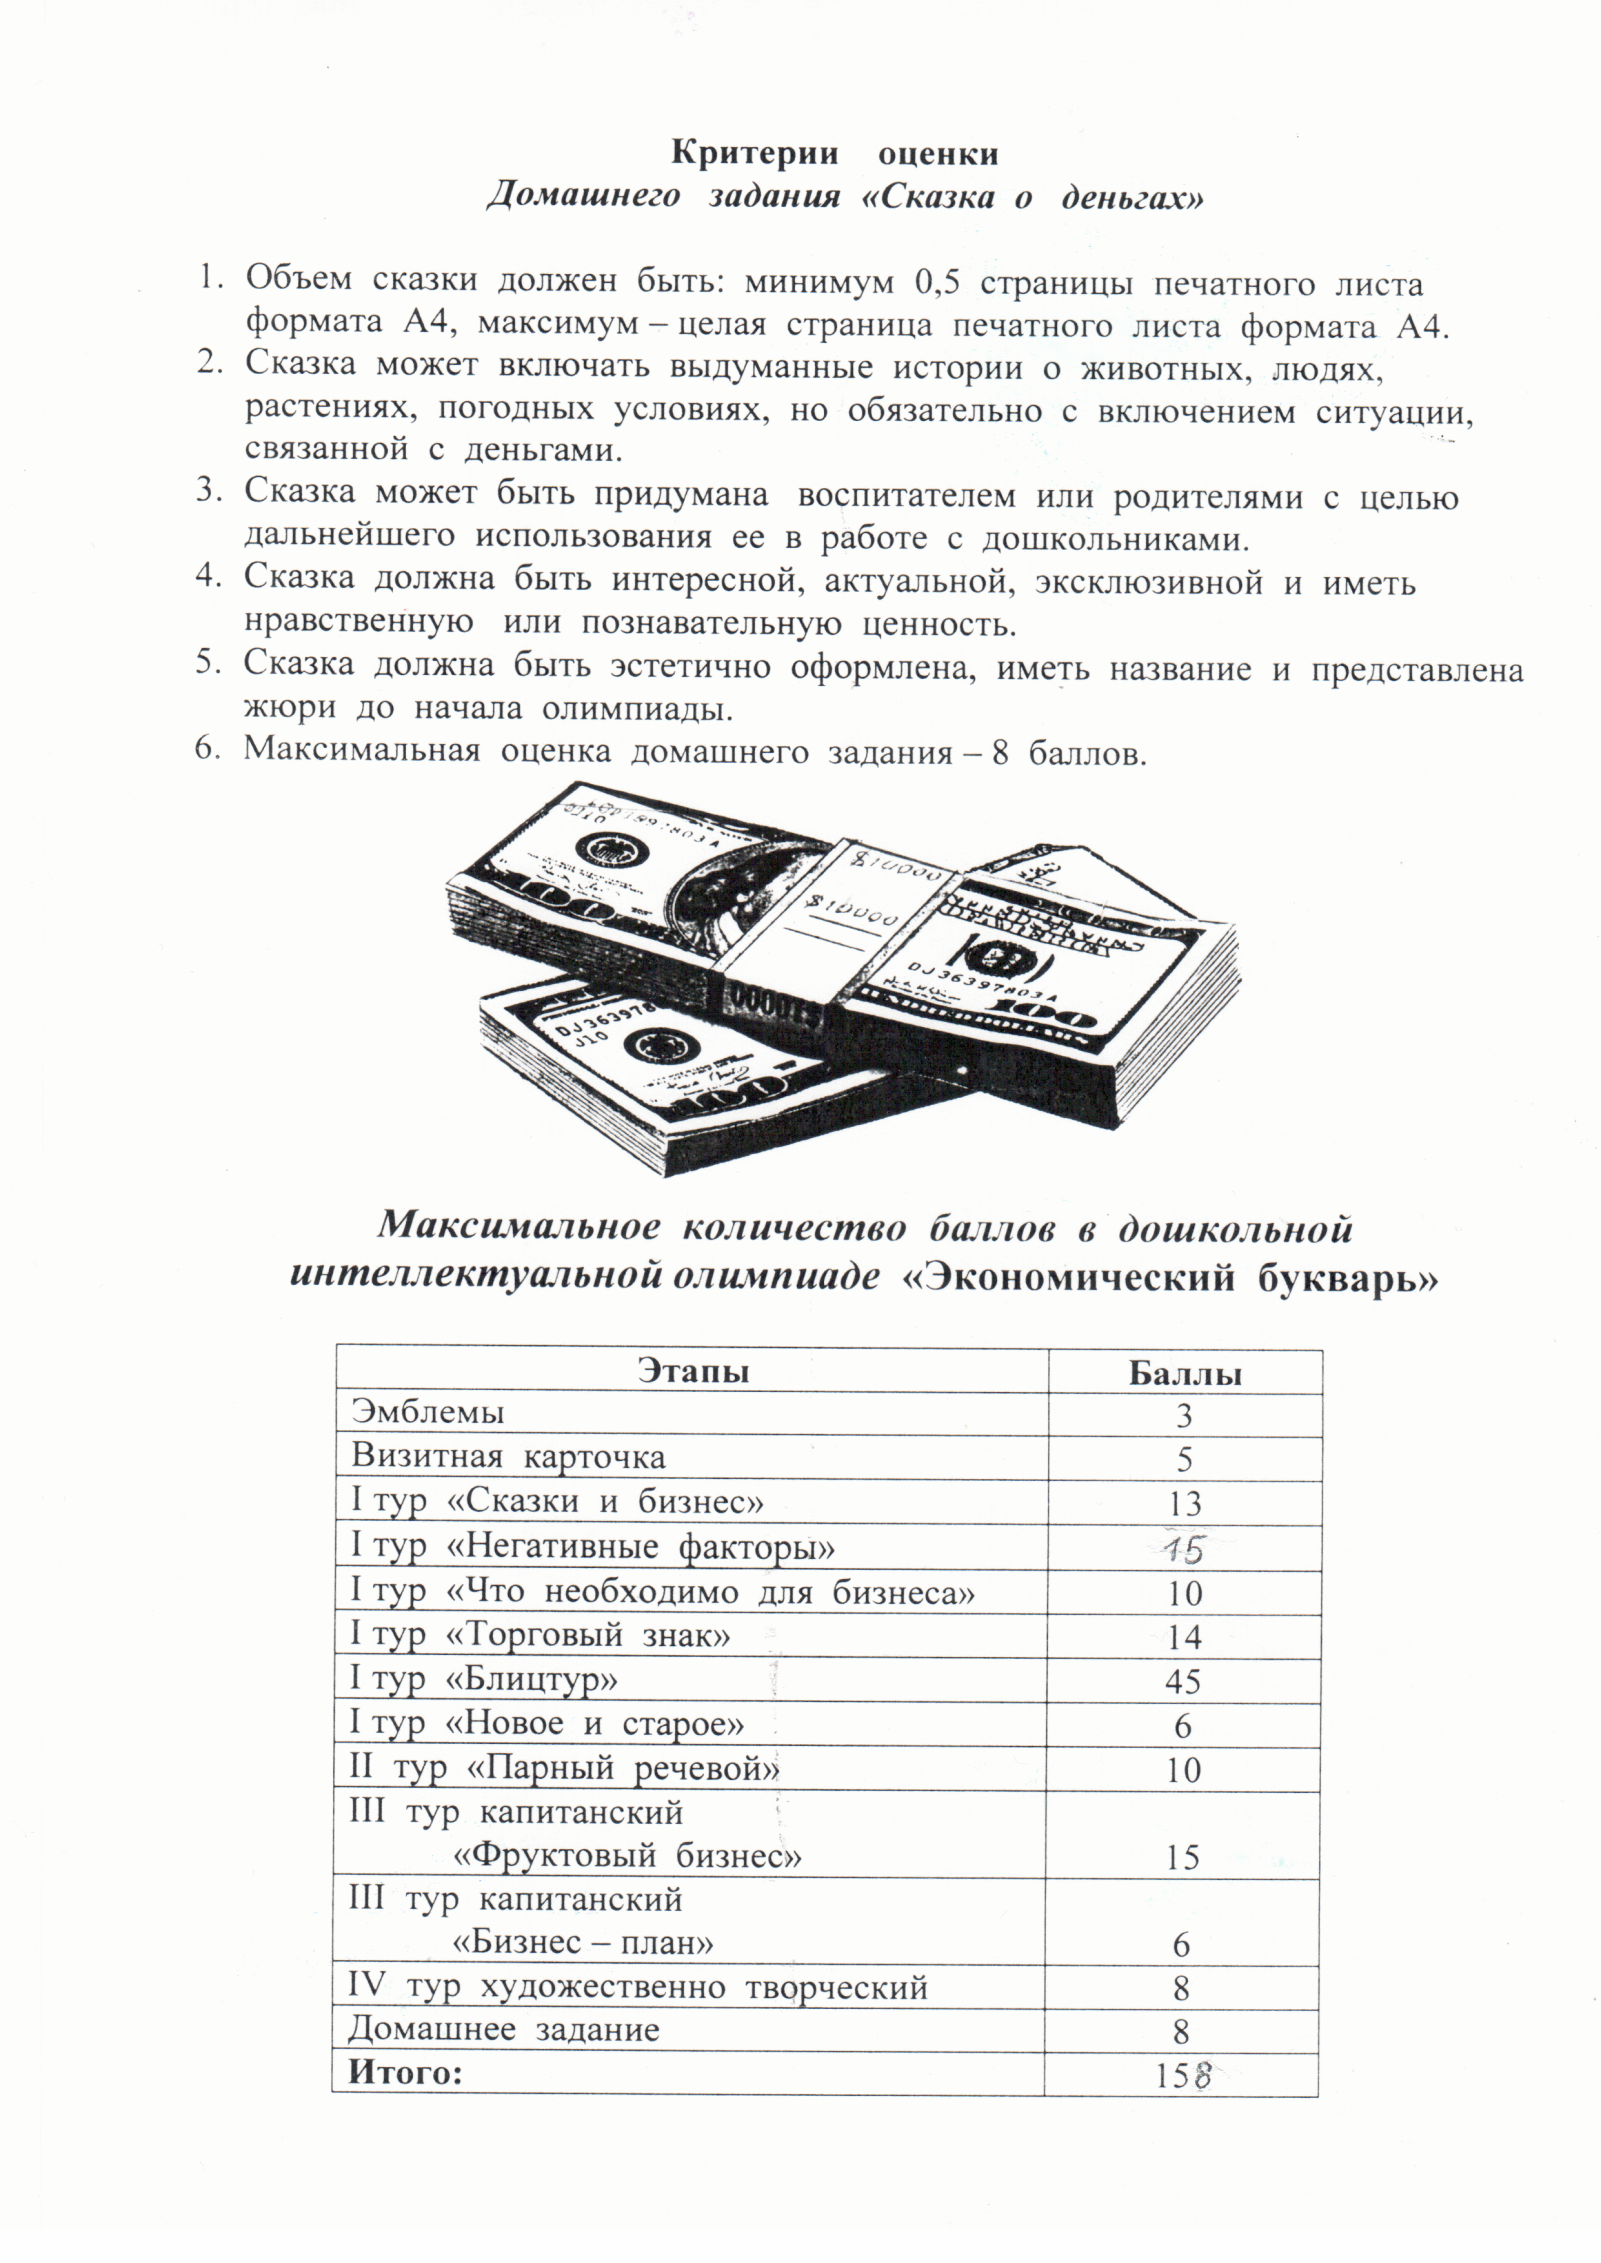 Критерии оценки
Домашнего задания «Сказка о деньгах»
1. Объем сказки должен быть: минимум 0,5 страницы печатного листа
формата А4, максимум – целая страница печатного листа формата А4.
2. Сказка может включать выдуманные истории о животных, людях,
растениях, погодных условиях, но обязательно с включением ситуации,
связанной с деньгами.
3. Сказка может быть придумана воспитателем или родителями с целью
дальнейшего использования ее в работе с дошкольниками.
4. Сказка должна быть интересной, актуальной, эксклюзивной и иметь
нравственную или познавательную ценность.
5. Сказка должна быть эстетично оформлена, иметь название и представлена
жюри до начала олимпиады.
6. Максимальная оценка домашнего задания – 8 баллов.
$10000
$10000
DJ36397803A
100
DJ363978
J10
Максимальное количество баллов в дошкольной
интеллектуальной олимпиаде «Экономический букварь»
Этапы Баллы
Эмблемы 3
Визитная карточка 5
I тур «Сказки и бизнес» 13
I тур «Негативные факторы» 15
I тур «Что необходимо для бизнеса» 10
I тур «Торговый знак» 14
I тур «Блицтур» 45
I тур «Новое и старое» 6
II тур «Парный речевой» 10
III тур капитанский
«Фруктовый бизнес» 15
III тур капитанский
«Бизнес – план» 6
IV тур художественно творческий 8
Домашнее задание 8
Итого: 158